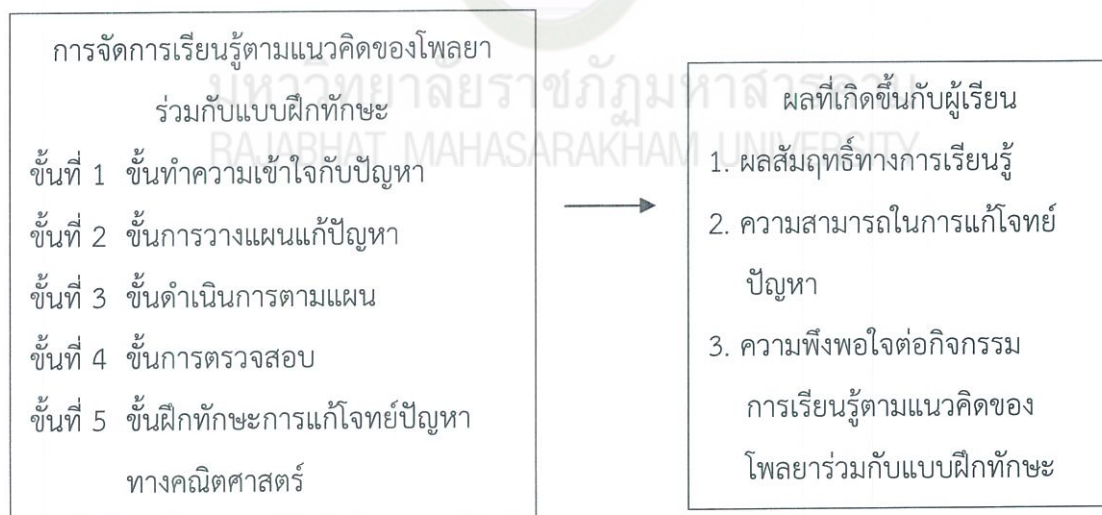 การจัดการเรียนรู้ตามแนวคิดของโพลยา
ร่วมกับแบบฝึกทักษะ
ขั้นที่ 1 ขั้นทำความเข้าใจกับปัญหา
ขั้นที่ 2 ขั้นการวางแผนแก้ปัญหา
ขั้นที่ 3 ขั้นดำเนินการตามแผน
ขั้นที่ 4 ขั้นการตรวจสอบ
ขั้นที่ 5 ขั้นฝึกทักษะการแก้โจทย์ปัญหา
ทางคณิตศาสตร์
ผลที่เกิดขึ้นกับผู้เรียน
1. ผลสัมฤทธิ์ทางการเรียนรู้
2. ความสามารถในการแก้โจทย์
ปัญหา
3. ความพึงพอใจต่อกิจกรรม
การเรียนรู้ตามแนวคิดของ
โพลยาร่วมกับแบบฝึกทักษะ
มหาวิทยาลัยราชภัฏมหาสารคาม
RAJABHAT MAHASARAKHAM UNIVERSITY